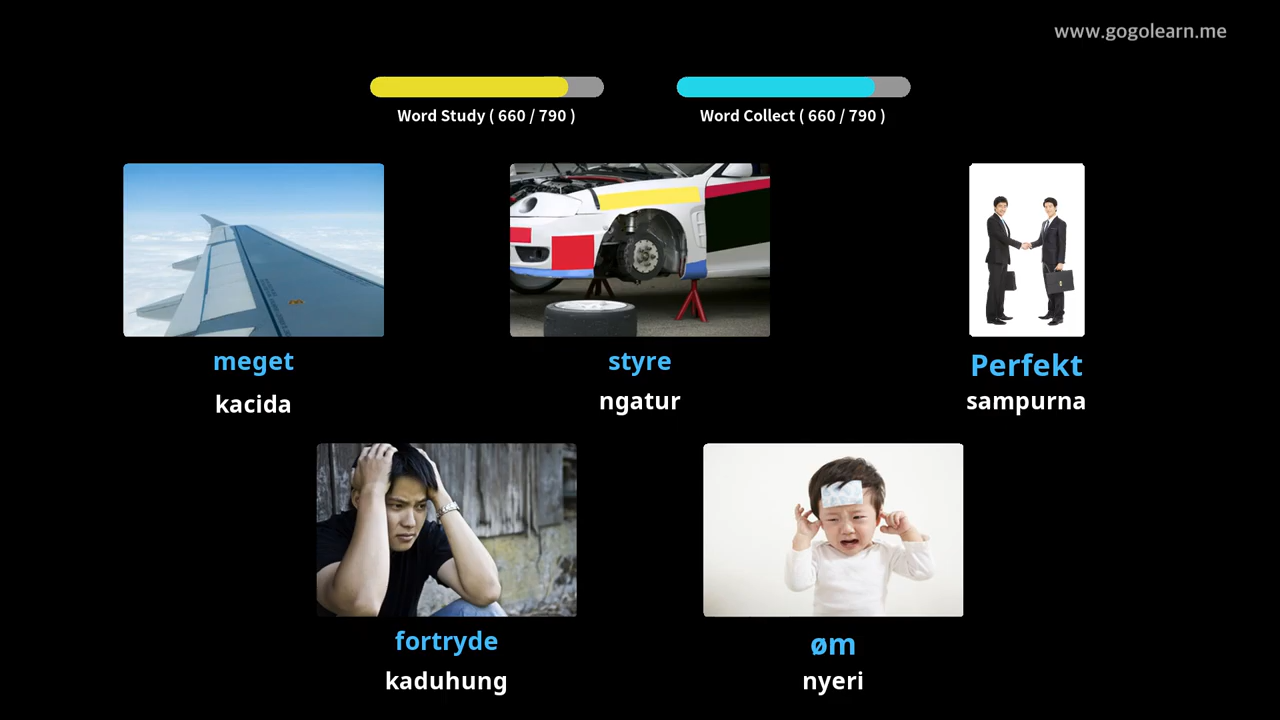 www.gogolearn.me
Word Study ( 660 / 790 )
Word Collect ( 660 / 790 )
meget
kacida
styre
ngatur
Perfekt
sampurna
fortryde
kaduhung
øm
nyeri